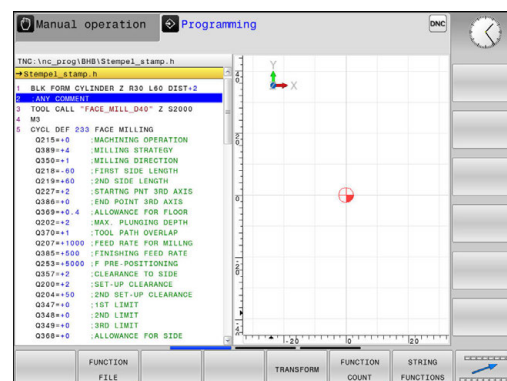 Manual operation
Programming
DNC
TNC:\nc_prog\BHB\Stempel_stamp.h
→Stempel_stamp.h
1 BLK FORM CYLINDER Z R30 L60 DIST+2
2 ;ANY COMMENT
3 TOOL CALL "FACE_MILL_D40" Z S2000
4 M3
5 CYCL DEF 233 FACE MILLING
Q215=+0 ;MACHINING OPERATION
Q389=+4 ;MILLING STRATEGY
Q350=+1 ;MILLING DIRECTION
Q218=-60 ;FIRST SIDE LENGTH
Q219=+60 ;2ND SIDE LENGTH
Q227=+2 ;STARTNG PNT 3RD AXIS
Q386=+0 ;END POINT 3RD AXIS
Q369=+0.4 ;ALLOWANCE FOR FLOOR
Q202=+2 ;MAX. PLUNGING DEPTH
Q370=+1 ;TOOL PATH OVERLAP
Q207=+1000 ;FEED RATE FOR MILLNG
Q385=+500 ;FINISHING FEED RATE
Q253=+5000 ;F PRE-POSITIONING
Q357=+2 ;CLEARANCE TO SIDE
Q200=+2 ;SET-UP CLEARANCE
Q204=+50 ;2ND SET-UP CLEARANCE
Q347=+0 ;1ST LIMIT
Q348=+0 ;2ND LIMIT
Q349=+0 ;3RD LIMIT
Q368=+0 ;ALLOWANCE FOR SIDE
Y
X
0
-20
0
20
FUNCTION
FILE
TRANSFORM
FUNCTION
COUNT
STRING
FUNCTIONS